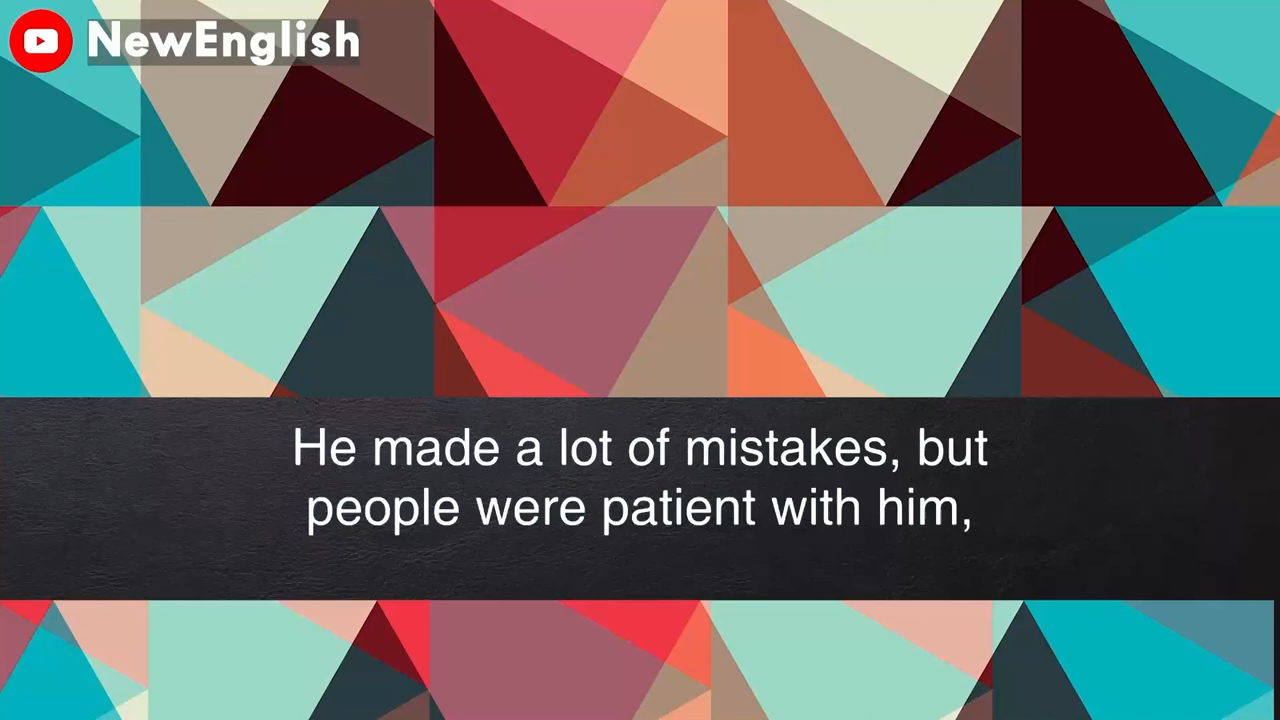 NewEnglish
He made a lot of mistakes, but
people were patient with him,